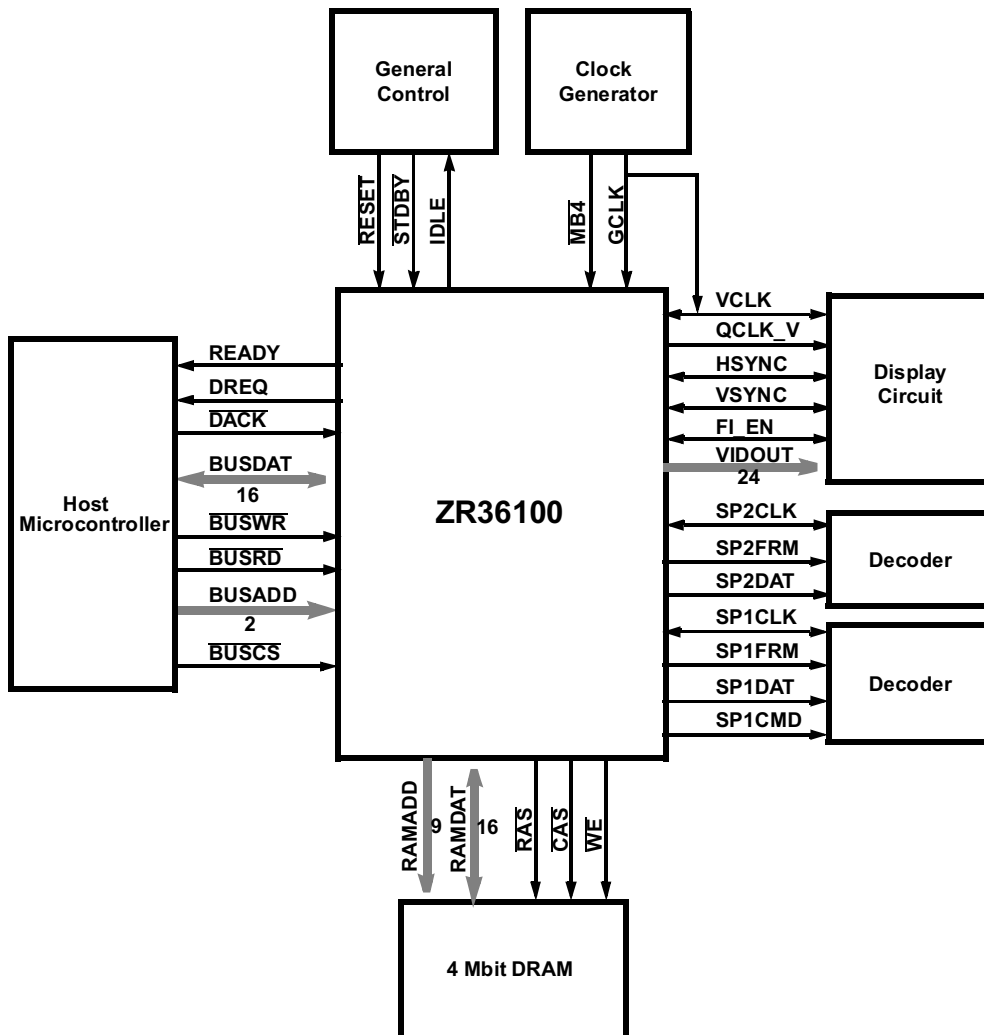 General
Control
Clock
Generator
RESET
STDBY
IDLE
MB4
GCLK
READY
DREQ
DACK
BUSDAT
16
BUSWR
BUSRD
BUSADD
2
BUSCS
Host
Microcontroller
ZR36100
VCLK
QCLK_V
HSYNC
VSYNC
FI_EN
VIDOUT
24
Display
Circuit
SP2CLK
SP2FRM
SP2DAT
Decoder
SP1CLK
SP1FRM
SP1DAT
SP1CMD
Decoder
RAMADD
9
RAMDAT
16
RAS
CAS
WE
4 Mbit DRAM